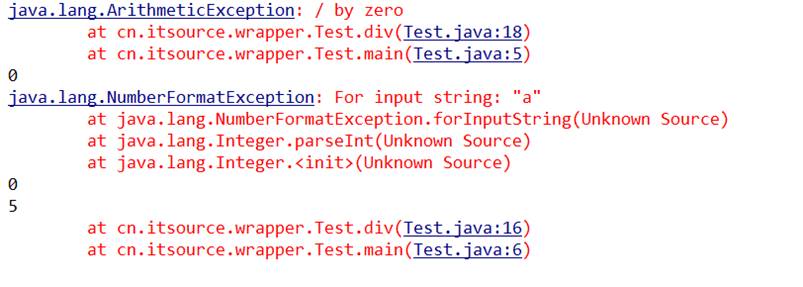 java.lang.ArithmeticException: / by zero
at cn.itsource.wrapper.Test.div(Test.java:18)
at cn.itsource.wrapper.Test.main(Test.java:5)
0
java.lang.NumberFormatException: For input string: "a"
at java.lang.NumberFormatException.forInputString(Unknown Source)
at java.lang.Integer.parseInt(Unknown Source)
at java.lang.Integer.<init>(Unknown Source)
0
5
at cn.itsource.wrapper.Test.div(Test.java:16)
at cn.itsource.wrapper.Test.main(Test.java:6)